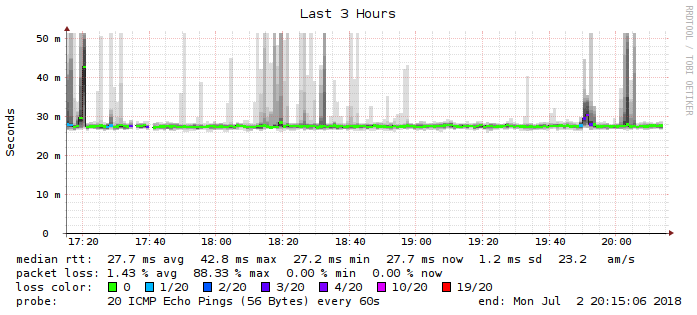 Last 3 Hours
RRDTOOL / TOBI OETIKER
Seconds
50 m
40 m
30 m
20 m
10 m
0
17:20 17:40 18:00 18:20 18:40 19:00 19:20 19:40 20:00
median rtt: 27.7 ms avg 42.8 ms max 27.2 ms min 27.7 ms now 1.2 ms sd 23.2 am/s
packet loss: 1.43 % avg 88.33 % max 0.00 % min 0.00 % now
loss color: 0 1/20 2/20 3/20 4/20 10/20 19/20
probe: 20 ICMP Echo Pings (56 Bytes) every 60s end: Mon Jul 2 20:15:06 2018